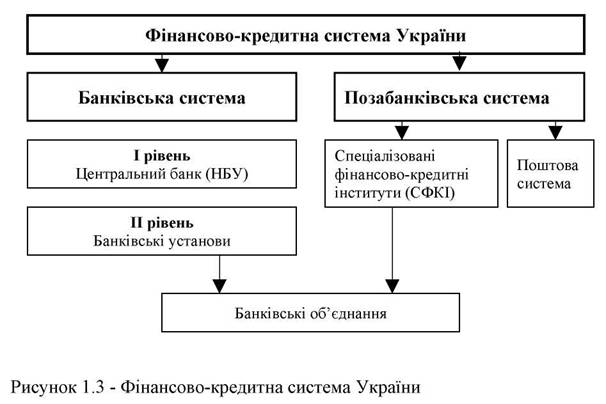 Фінансово-кредитна система України
Банківська система
Позабанківська система
І рівень
Центральний банк (НБУ)
Спеціалізовані
фінансово-кредитні
інститути (СФКІ)
Поштова
система
ІІ рівень
Банківські установи
Банківські об’єднання
Рисунок 1.3 - Фінансово-кредитна система України